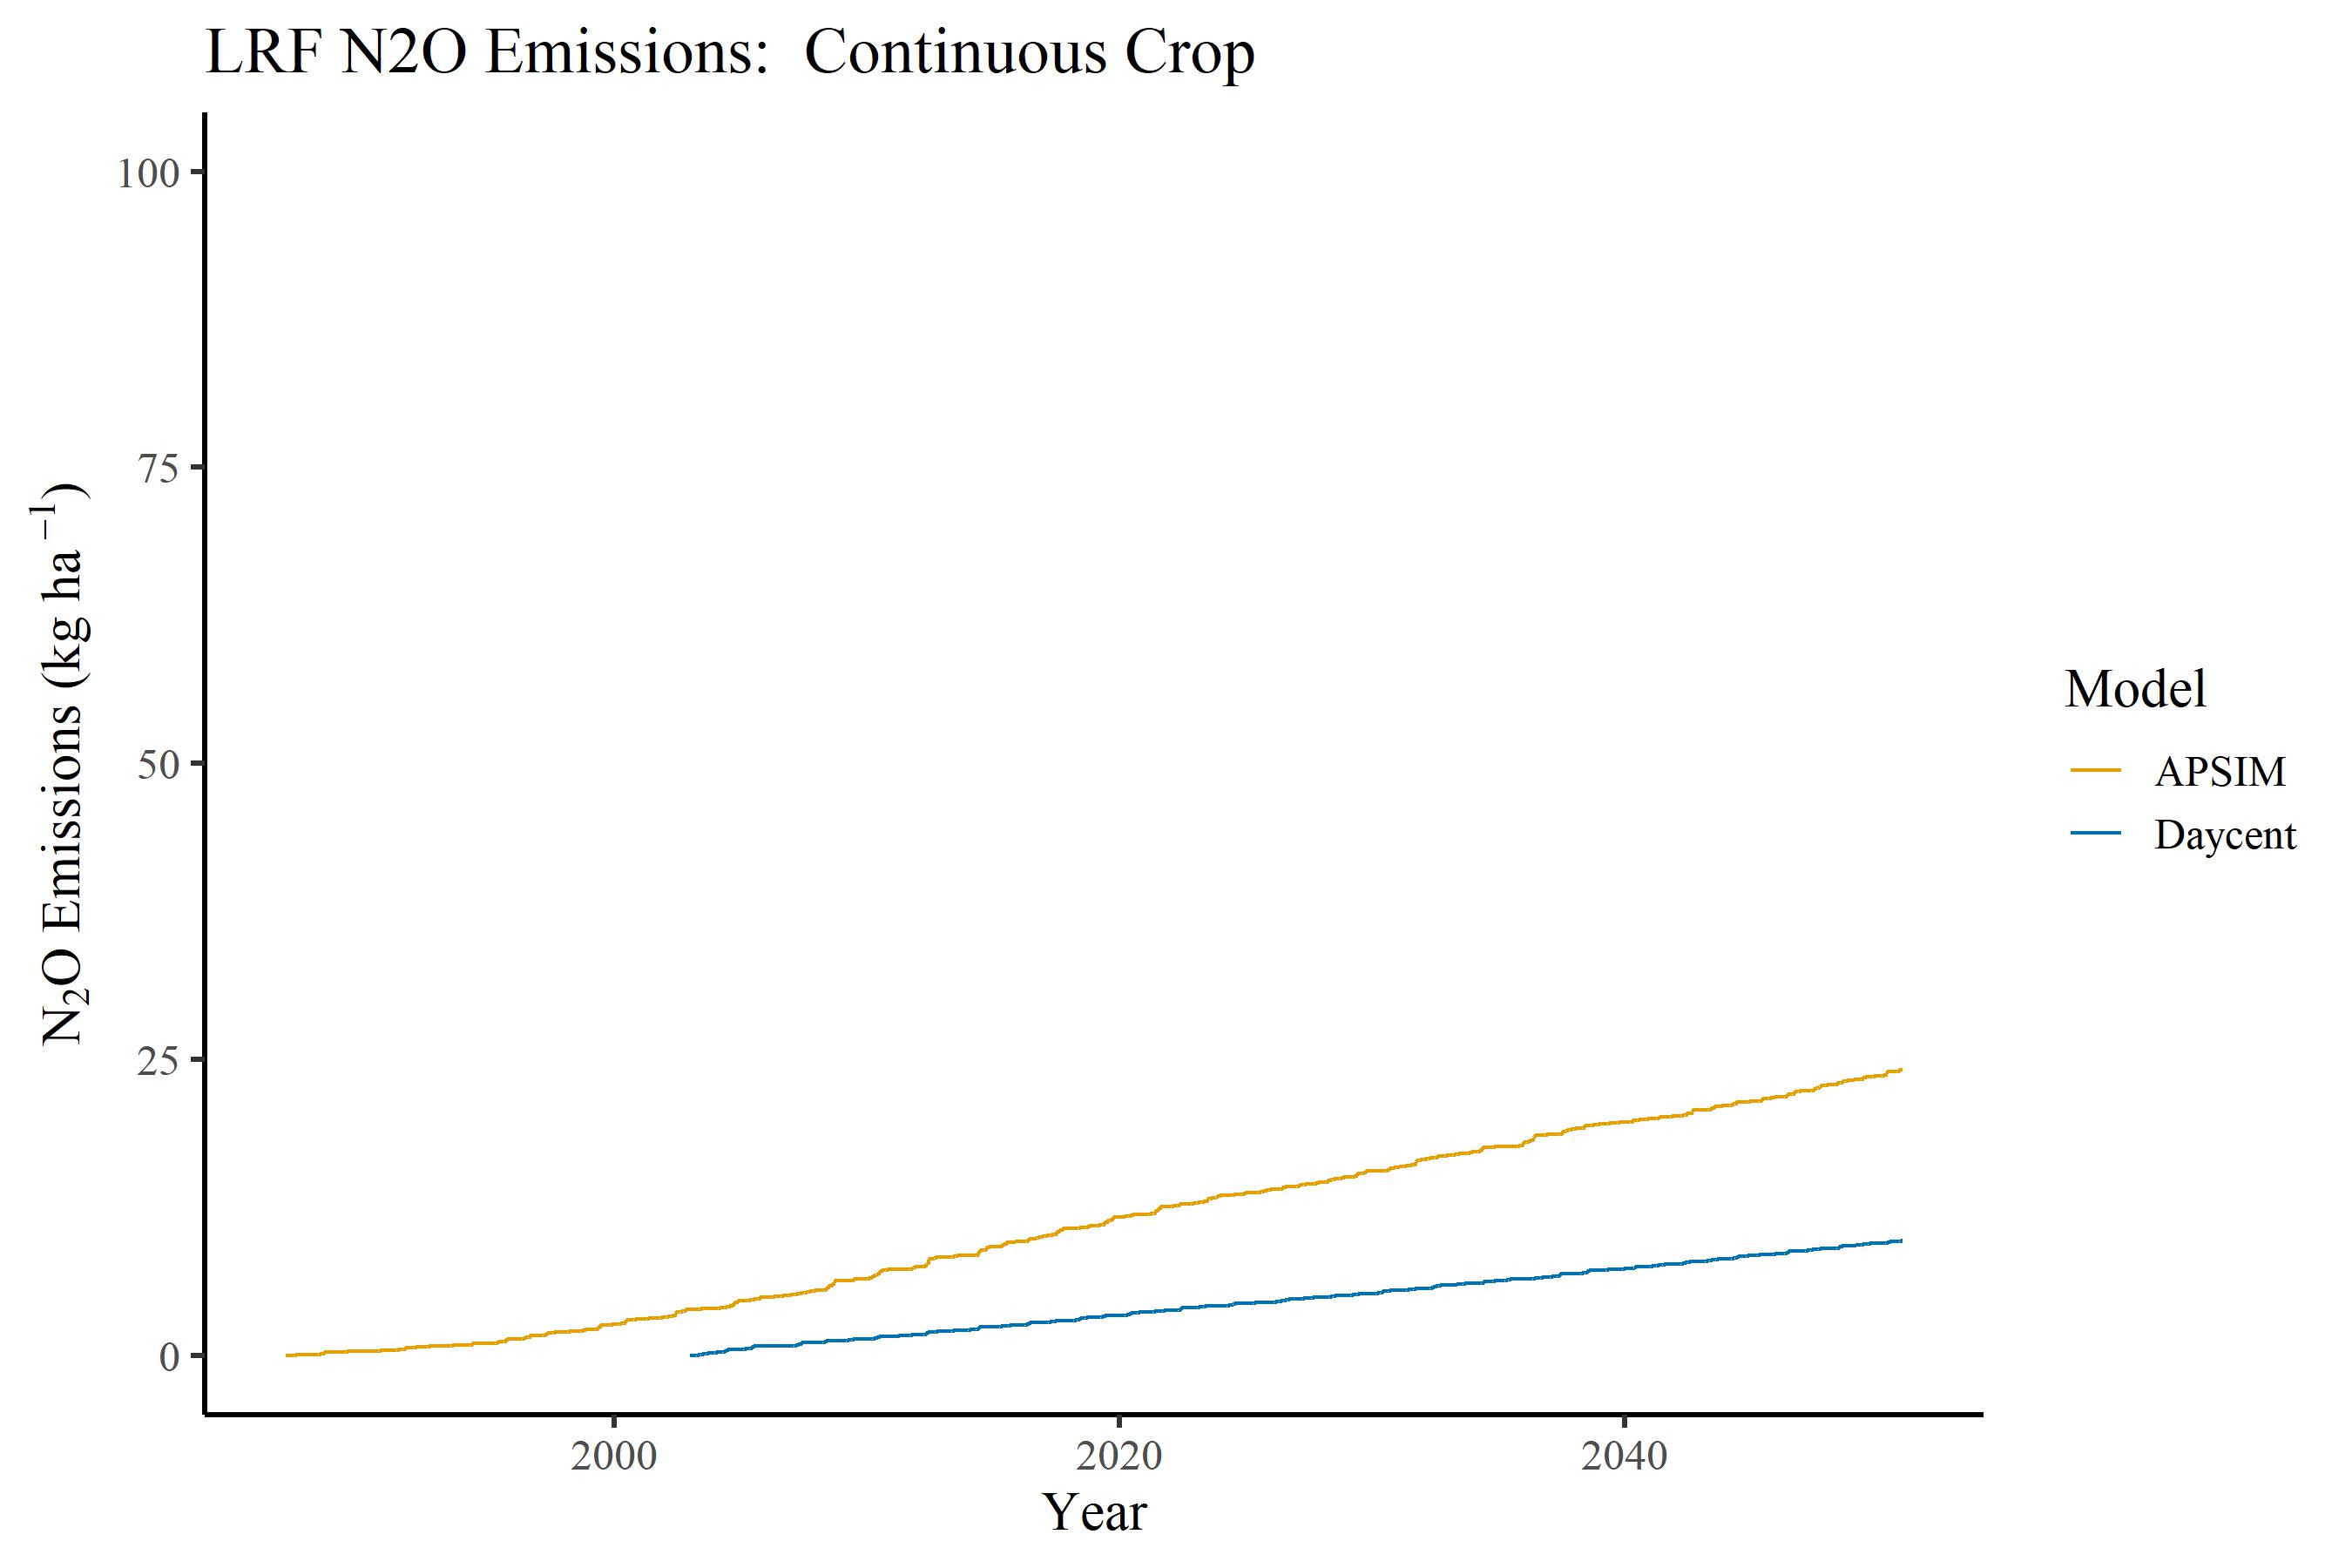 LRF N2O Emissions:  Continuous Crop
100
75
50
25
0
N₂O Emissions (kg ha⁻¹)
2000
2020
2040
Year
Model
APSIM
Daycent